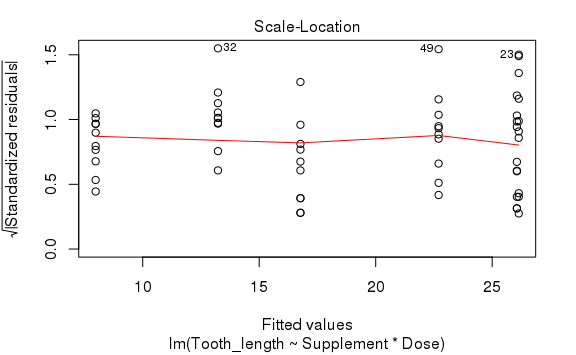 Scale-Location
√|Standardized residuals|
1.5
1.0
0.5
0.0
32
49
23
10 15 20 25
Fitted values
lm(Tooth_length ~ Supplement * Dose)